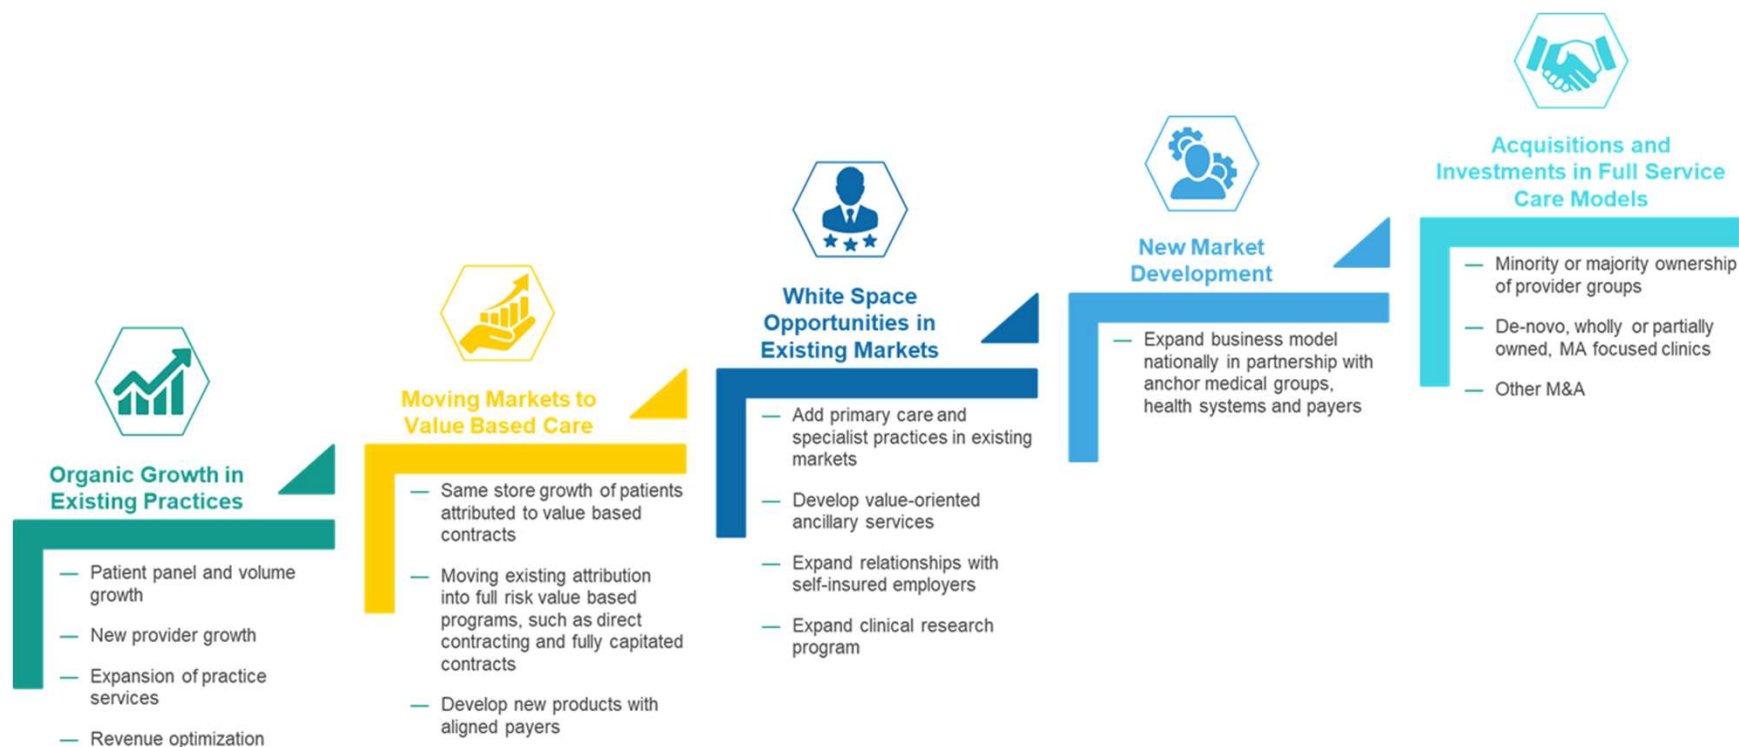 Organic Growth in
Existing Practices
— Patient panel and volume
growth
— New provider growth
— Expansion of practice
services
— Revenue optimization
Moving Markets to
Value Based Care
— Same store growth of patients
attributed to value based
contracts
— Moving existing attribution
into full risk value based
programs, such as direct
contracting and fully capitated
contracts
— Develop new products with
aligned payers
White Space
Opportunities in
Existing Markets
— Add primary care and
specialist practices in existing
markets
— Develop value-oriented
ancillary services
— Expand relationships with
self-insured employers
— Expand clinical research
program
New Market
Development
— Expand business model
nationally in partnership with
anchor medical groups,
health systems and payers
Acquisitions and
Investments in Full Service
Care Models
— Minority or majority ownership
of provider groups
— De-novo, wholly or partially
owned, MA focused clinics
— Other M&A